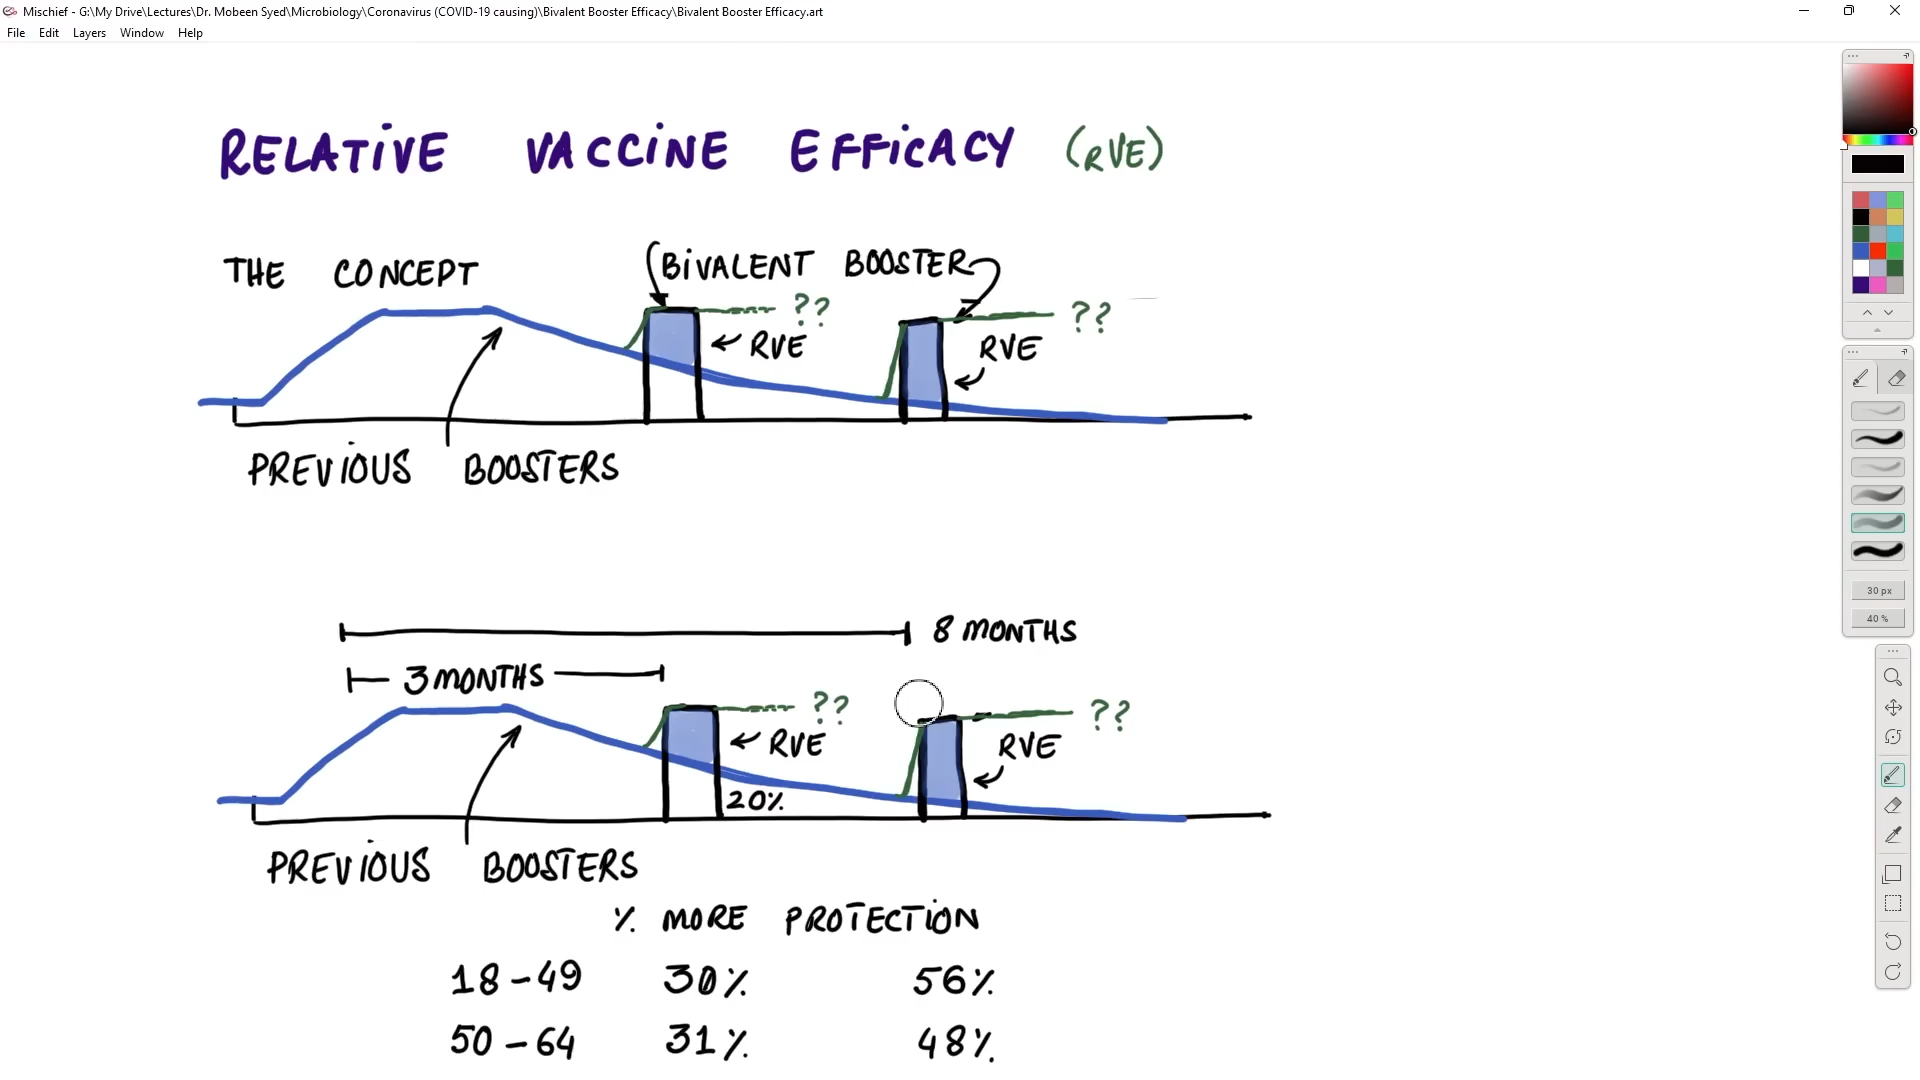 Mischief - G:\My Drive\Lectures\Dr. Mobeen Syed\Microbiology\Coronavirus (COVID-19 causing)\Bivalent Booster Efficacy\Bivalent Booster Efficacy.art
File Edit Layers Window Help
RELATIVE VACCINE EFFICACY (RVE)
THE CONCEPT
BIVALENT BOOSTER
??
??
RVE
RVE
PREVIOUS BOOSTERS
8 MONTHS
3 MONTHS
??
??
RVE
RVE
20%
PREVIOUS BOOSTERS
% MORE PROTECTION
18-49 30% 56%
50-64 31% 48%
30 px
40 %